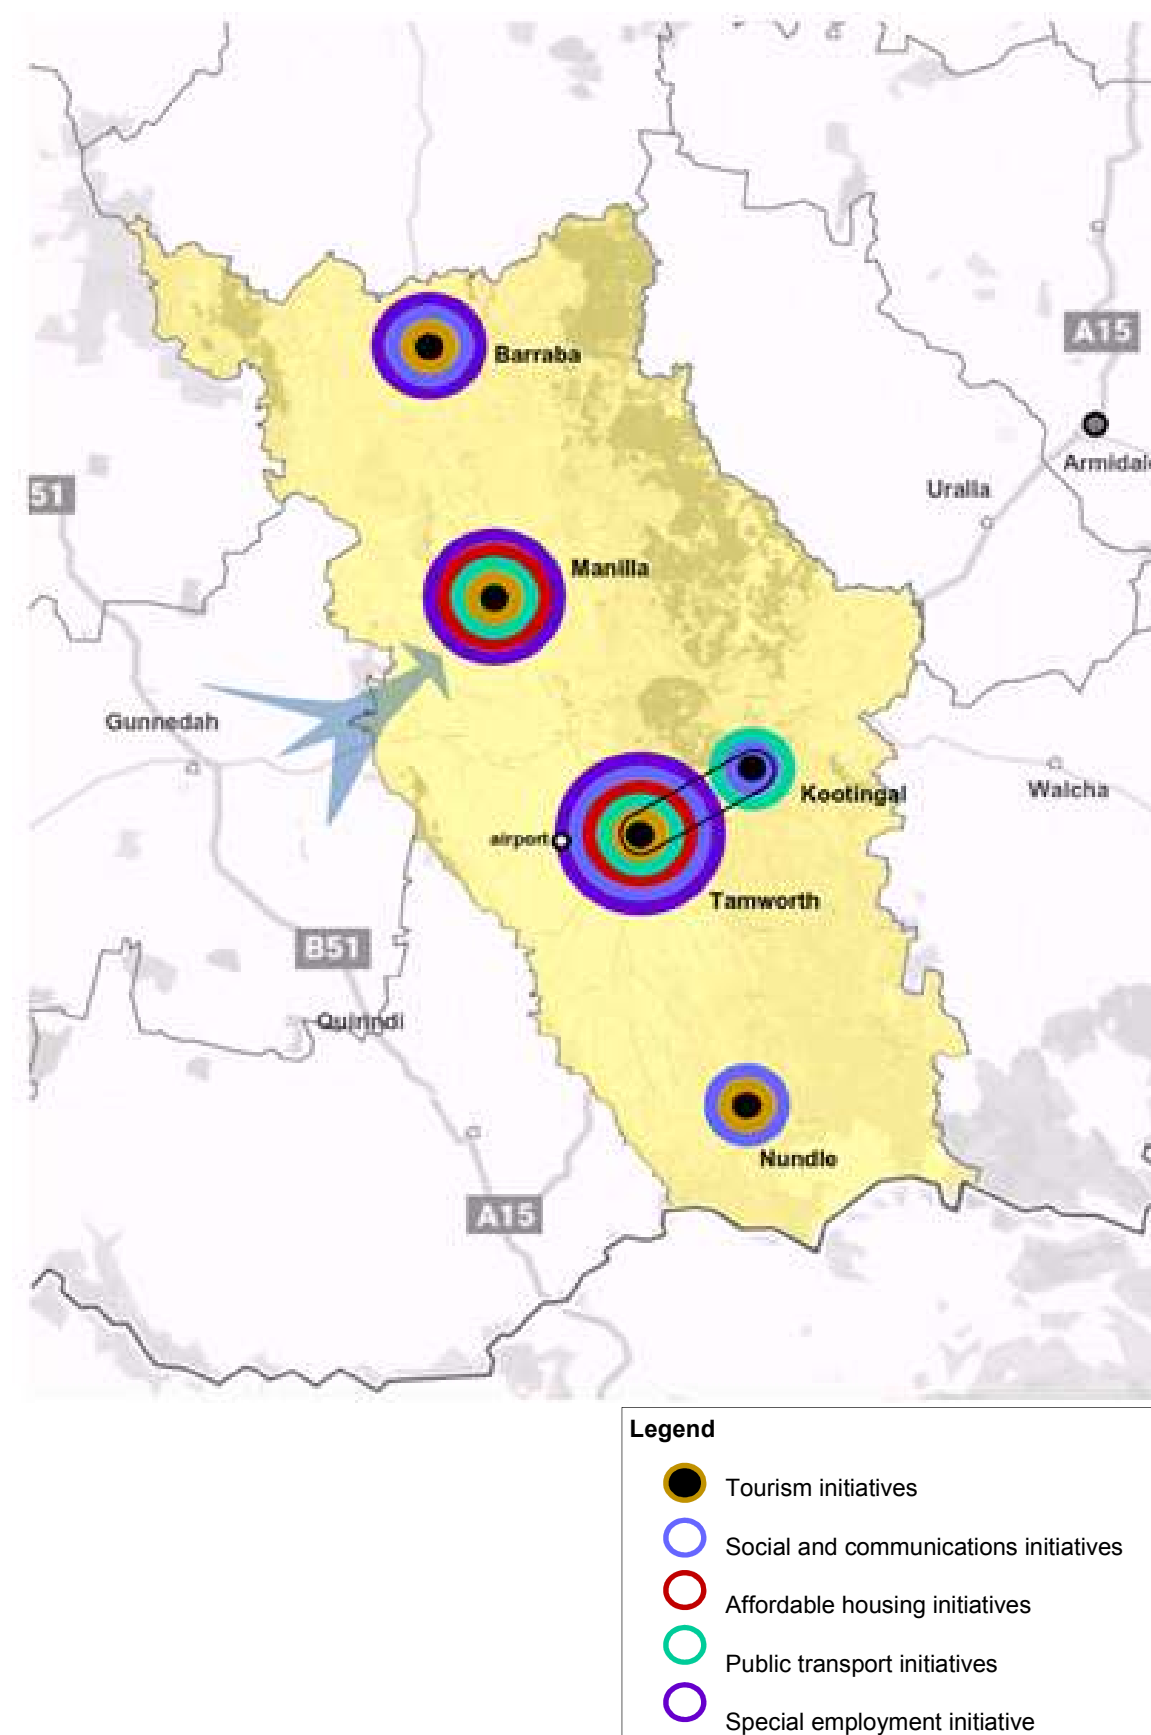 Barraba
A15
Armidal
51
Uralla
Manilla
Gunnedah
Kootingal
Walcha
airport
Tamworth
B51
Quirindi
Nundle
A15
Legend
Tourism initiatives
Social and communications initiatives
Affordable housing initiatives
Public transport initiatives
Special employment initiative